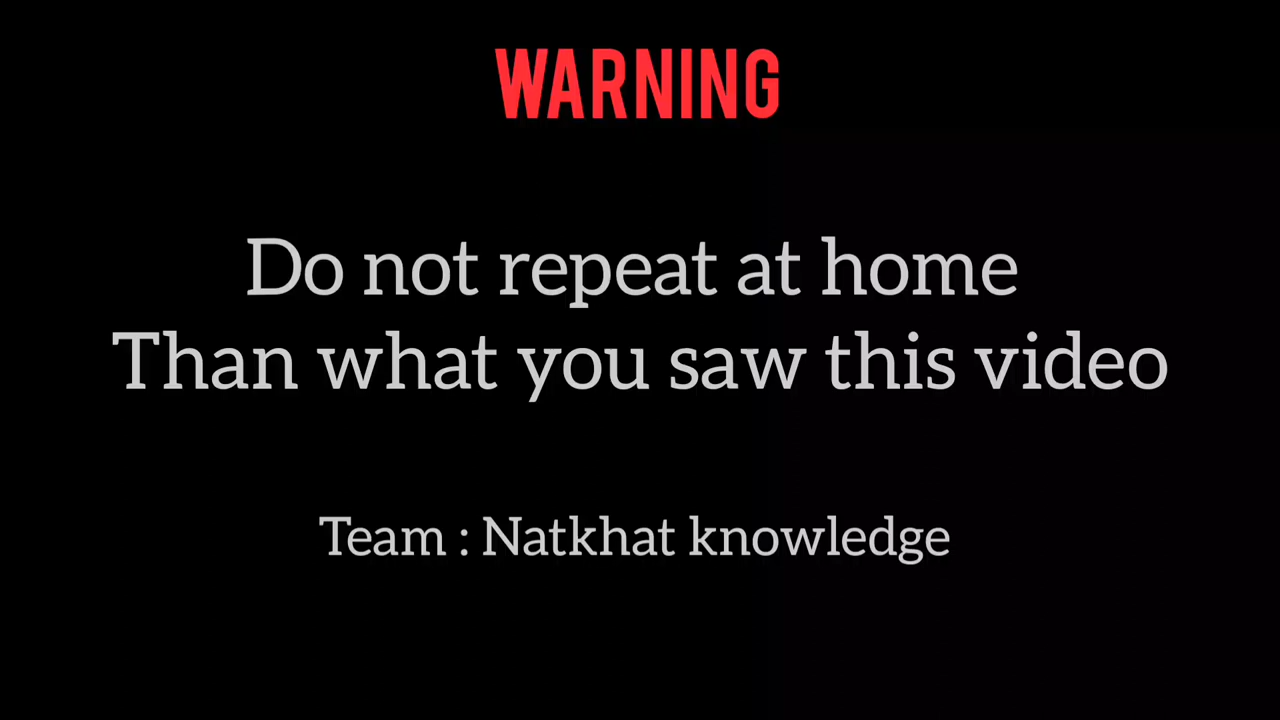 WARNING
Do not repeat at home
Than what you saw this video
Team : Natkhat knowledge